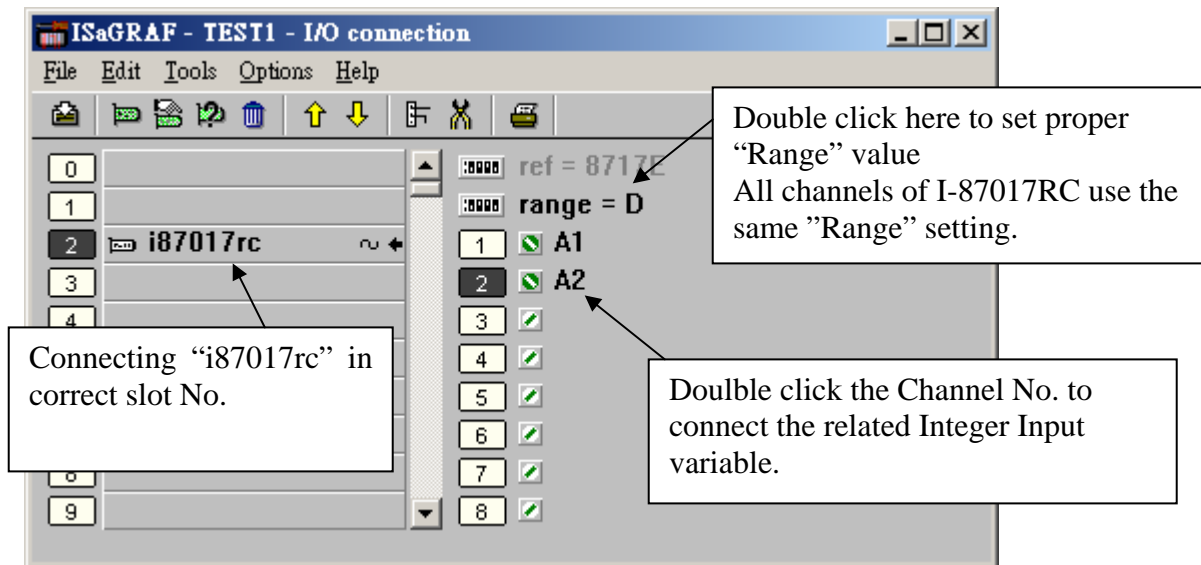 ISaGRAF - TEST1 - I/O connection
File Edit Tools Options Help
0
1
2 i87017rc
3
4
8
9
ref = 8717E
range = D
1 A1
2 A2
3
4
5
6
7
8
Double click here to set proper
“Range” value
All channels of I-87017RC use the
same ”Range” setting.
Connecting “i87017rc” in
correct slot No.
Doulble click the Channel No. to
connect the related Integer Input
variable.